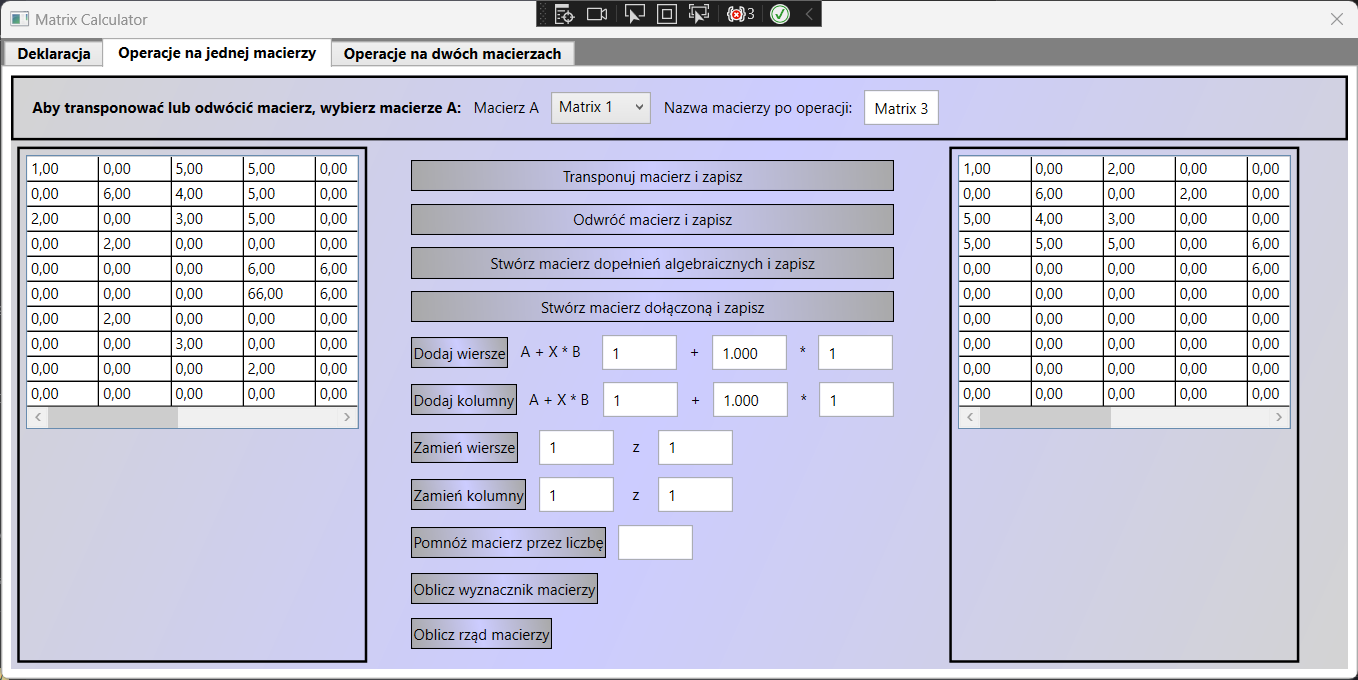 Matrix Calculator
3
Deklaracja Operacje na jednej macierzy Operacje na dwóch macierzach
Aby transponować lub odwócić macierz, wybierz macierze A: Macierz A Matrix 1 Nazwa macierzy po operacji: Matrix 3
1,00 0,00 5,00 5,00 0,00
0,00 6,00 4,00 5,00 0,00
2,00 0,00 3,00 5,00 0,00
0,00 2,00 0,00 0,00 0,00
0,00 0,00 0,00 6,00 6,00
0,00 0,00 0,00 66,00 6,00
0,00 2,00 0,00 0,00 0,00
0,00 0,00 3,00 0,00 0,00
0,00 0,00 0,00 2,00 0,00
0,00 0,00 0,00 0,00 0,00
Transponuj macierz i zapisz
Odwróć macierz i zapisz
Stwórz macierz dopełnień algebraicznych i zapisz
Stwórz macierz dołączoną i zapisz
Dodaj wiersze A + X * B 1 + 1.000 * 1
Dodaj kolumny A + X * B 1 + 1.000 * 1
Zamień wiersze 1 z 1
Zamień kolumny 1 z 1
Pomnóż macierz przez liczbę
Oblicz wyznacznik macierzy
Oblicz rząd macierzy
1,00 0,00 2,00 0,00 0,00
0,00 6,00 0,00 2,00 0,00
5,00 4,00 3,00 0,00 0,00
5,00 5,00 5,00 0,00 6,00
0,00 0,00 0,00 0,00 6,00
0,00 0,00 0,00 0,00 0,00
0,00 0,00 0,00 0,00 0,00
0,00 0,00 0,00 0,00 0,00
0,00 0,00 0,00 0,00 0,00
0,00 0,00 0,00 0,00 0,00